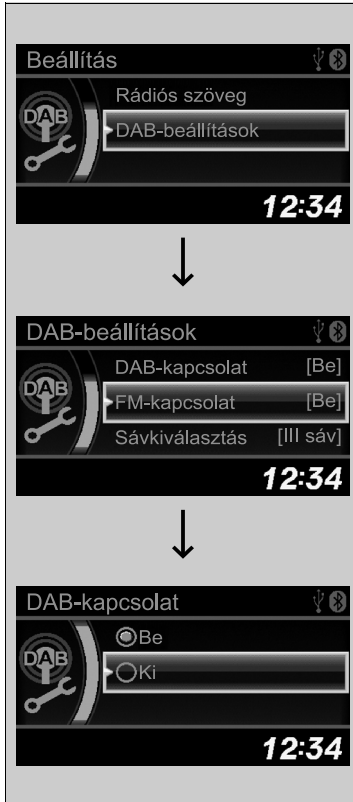 Beállítás
Rádiós szöveg
DAB
DAB-beállítások
12:34
DAB-beállítások
DAB-kapcsolat [Be]
DAB
FM-kapcsolat [Be]
Sávkiválasztás [III sáv]
12:34
DAB-kapcsolat
Be
DAB
Ki
12:34